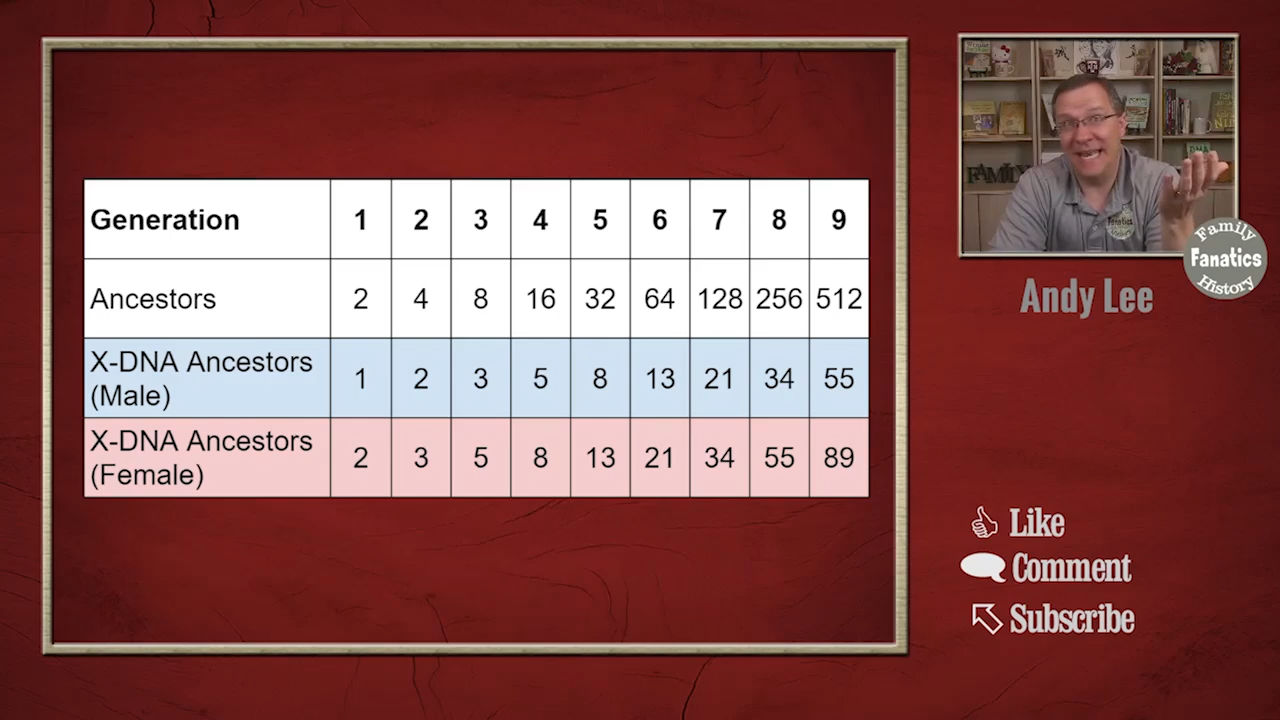 Generation 1 2 3 4 5 6 7 8 9
Ancestors 2 4 8 16 32 64 128 256 512
X-DNA Ancestors
(Male) 1 2 3 5 8 13 21 34 55
X-DNA Ancestors
(Female) 2 3 5 8 13 21 34 55 89
FAMILY
Family
Fanatics
History
Andy Lee
Like
Comment
Subscribe